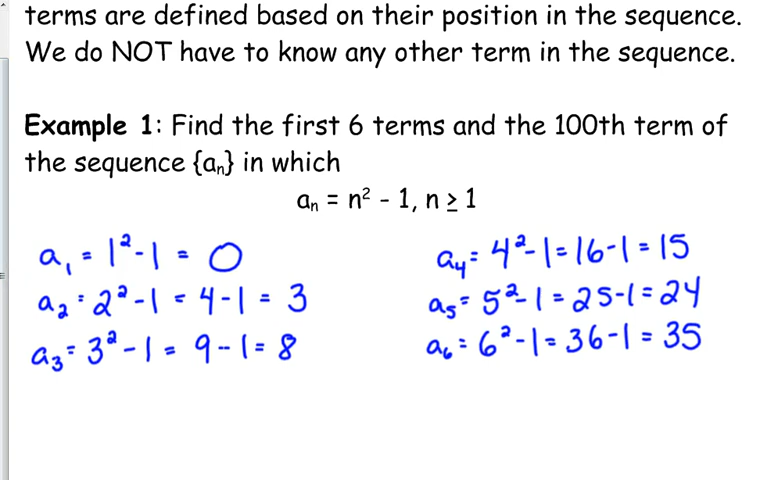 terms are defined based on their position in the sequence.
We do NOT have to know any other term in the sequence.
Example 1: Find the first 6 terms and the 100th term of
the sequence {aₙ} in which
aₙ = n² - 1, n ≥ 1
a₁ = 1² - 1 = 0
a₂ = 2² - 1 = 4 - 1 = 3
a₃ = 3² - 1 = 9 - 1 = 8
a₄ = 4² - 1 = 16 - 1 = 15
a₅ = 5² - 1 = 25 - 1 = 24
a₆ = 6² - 1 = 36 - 1 = 35